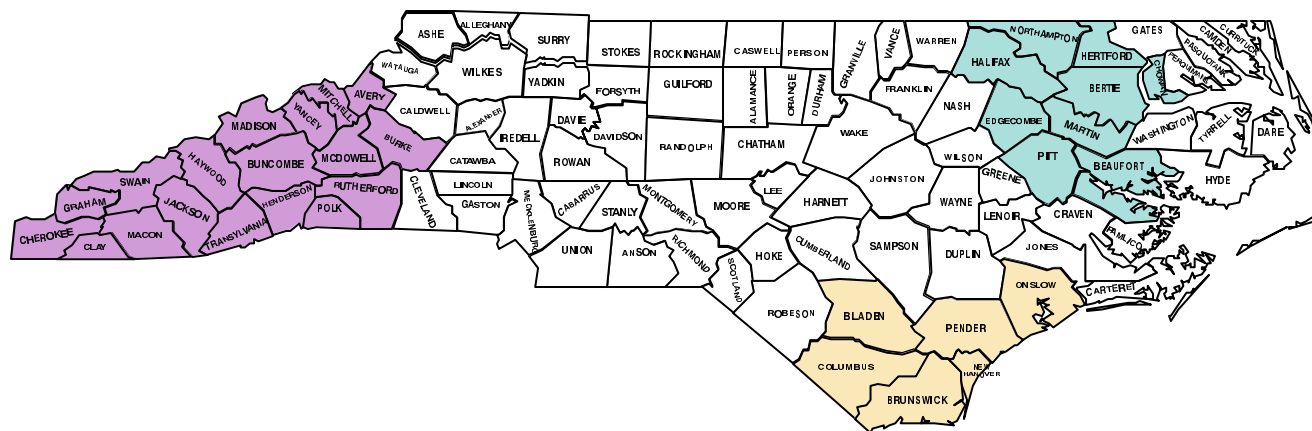 ASHE
ALLEGHANY
SURRY
STOKES
ROCKINGHAM
CASWELL
PERSON
GRANVILLE
VANCE
WARREN
NORTHAMPTON
HERTFORD
GATES
CURRITUCK
CAMDEN
PASQUOTANK
PERQUIMANS
CHOWAN
HALIFAX
WATAUGA
WILKES
YADKIN
FORSYTH
GUILFORD
ALAMANCE
ORANGE
DURHAM
FRANKLIN
NASH
BERTIE
MITCHELL
AVERY
YANCEY
CALDWELL
ALEXANDER
IREDELL
DAVIE
DAVIDSON
RANDOLPH
CHATHAM
WAKE
EDGECOMBE
MARTIN
WASHINGTON
TYRRELL
DARE
MADISON
BURKE
BUNCOMBE
MCDOWELL
CATAWBA
ROWAN
WILSON
PITT
BEAUFORT
HYDE
HAYWOOD
SWAIN
RUTHERFORD
LINCOLN
GASTON
CLEVELAND
MECKLENBURG
CABARRUS
STANLY
MONTGOMERY
MOORE
LEE
HARNETT
JOHNSTON
WAYNE
GREENE
LENOIR
CRAVEN
PAMLICO
GRAHAM
JACKSON
HENDERSON
POLK
CHEROKEE
CLAY
MACON
TRANSYLVANIA
UNION
ANSON
RICHMOND
SCOTLAND
HOKE
CUMBERLAND
SAMPSON
DUPLIN
JONES
ONSLOW
CARTERET
ROBESON
BLADEN
PENDER
COLUMBUS
NEW
HANOVER
BRUNSWICK